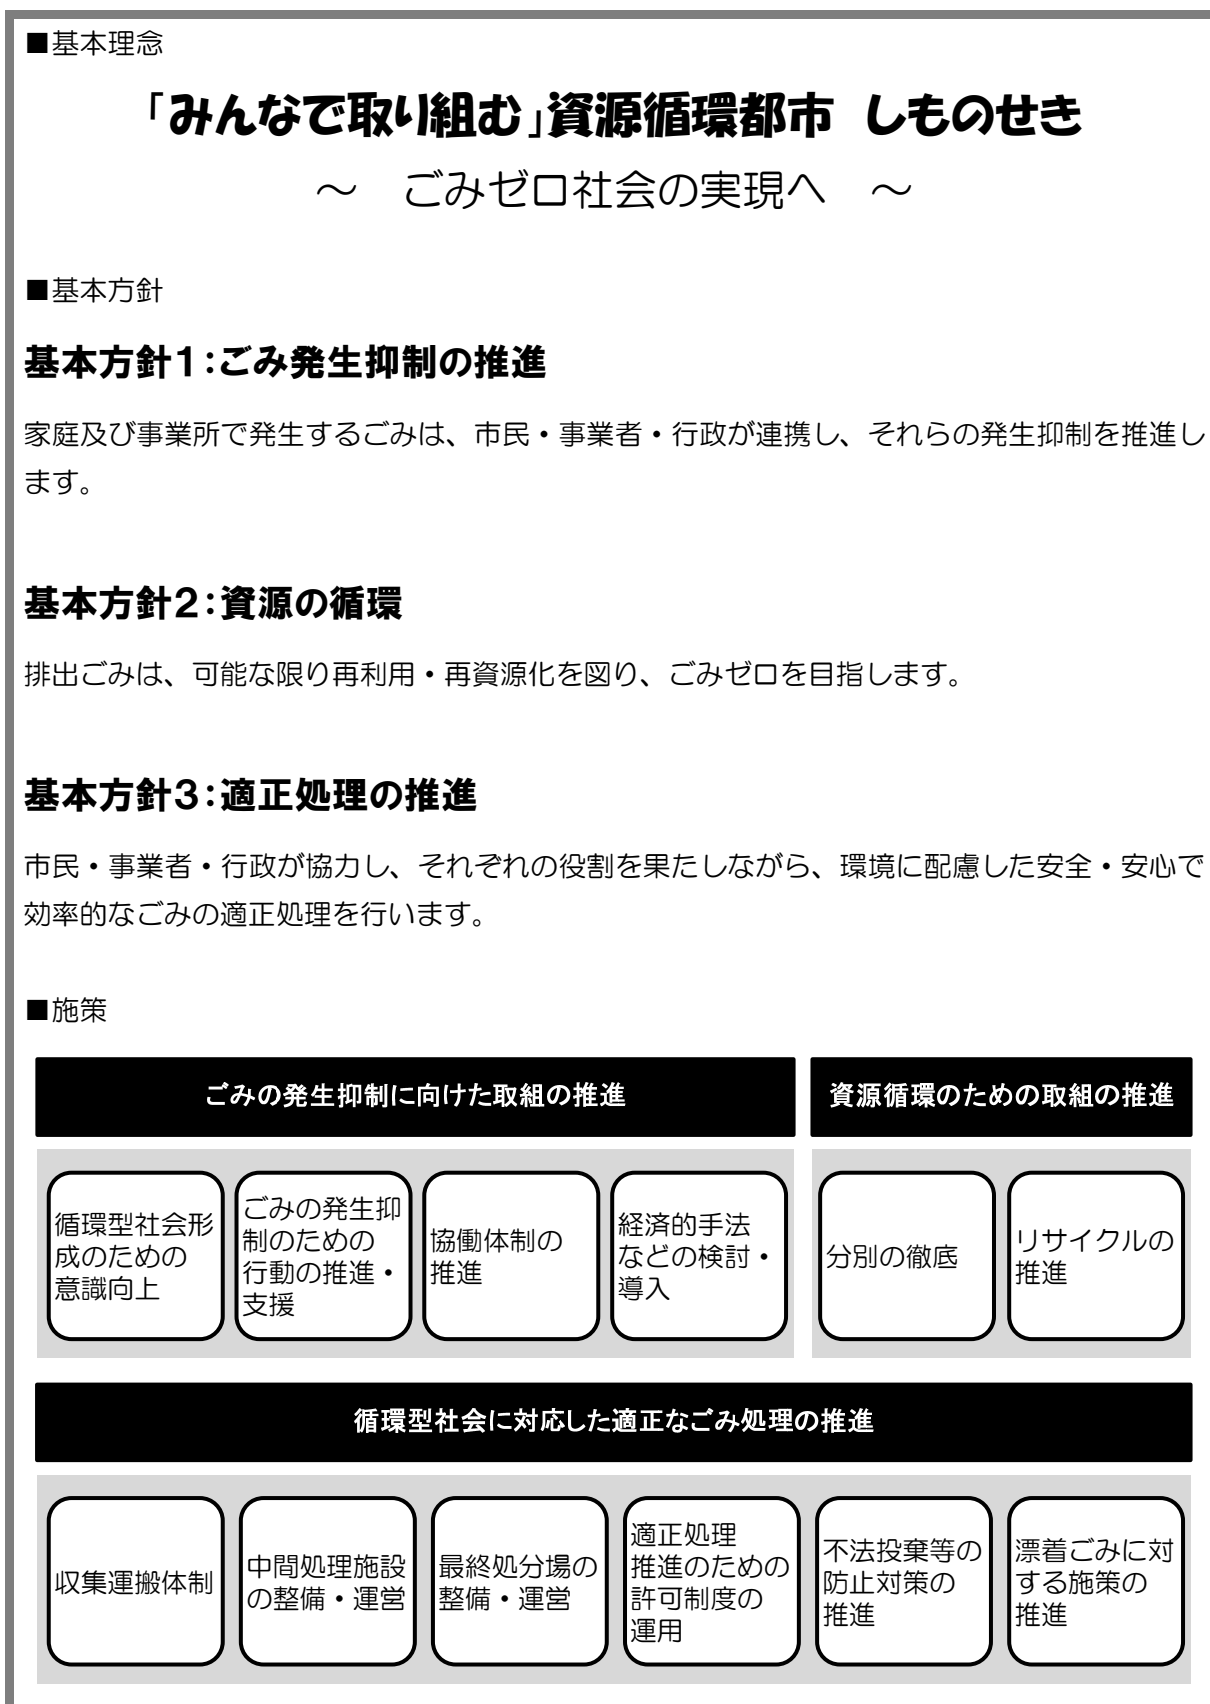 ■基本理念
「みんなで取り組む」資源循環都市 しものせき
～ ごみゼロ社会の実現へ ～
■基本方針
基本方針1：ごみ発生抑制の推進
家庭及び事業所で発生するごみは、市民・事業者・行政が連携し、それらの発生抑制を推進し
ます。
基本方針2：資源の循環
排出ごみは、可能な限り再利用・再資源化を図り、ごみゼロを目指します。
基本方針3：適正処理の推進
市民・事業者・行政が協力し、それぞれの役割を果たしながら、環境に配慮した安全・安心で
効率的なごみの適正処理を行います。
■施策
ごみの発生抑制に向けた取組の推進
循環型社会形
成のための
意識向上
ごみの発生抑
制のための
行動の推進・
支援
協働体制の
推進
経済的手法
などの検討・
導入
資源循環のための取組の推進
分別の徹底
リサイクルの
推進
循環型社会に対応した適正なごみ処理の推進
収集運搬体制
中間処理施設
の整備・運営
最終処分場の
整備・運営
適正処理
推進のための
許可制度の
運用
不法投棄等の
防止対策の
推進
漂着ごみに対
する施策の
推進